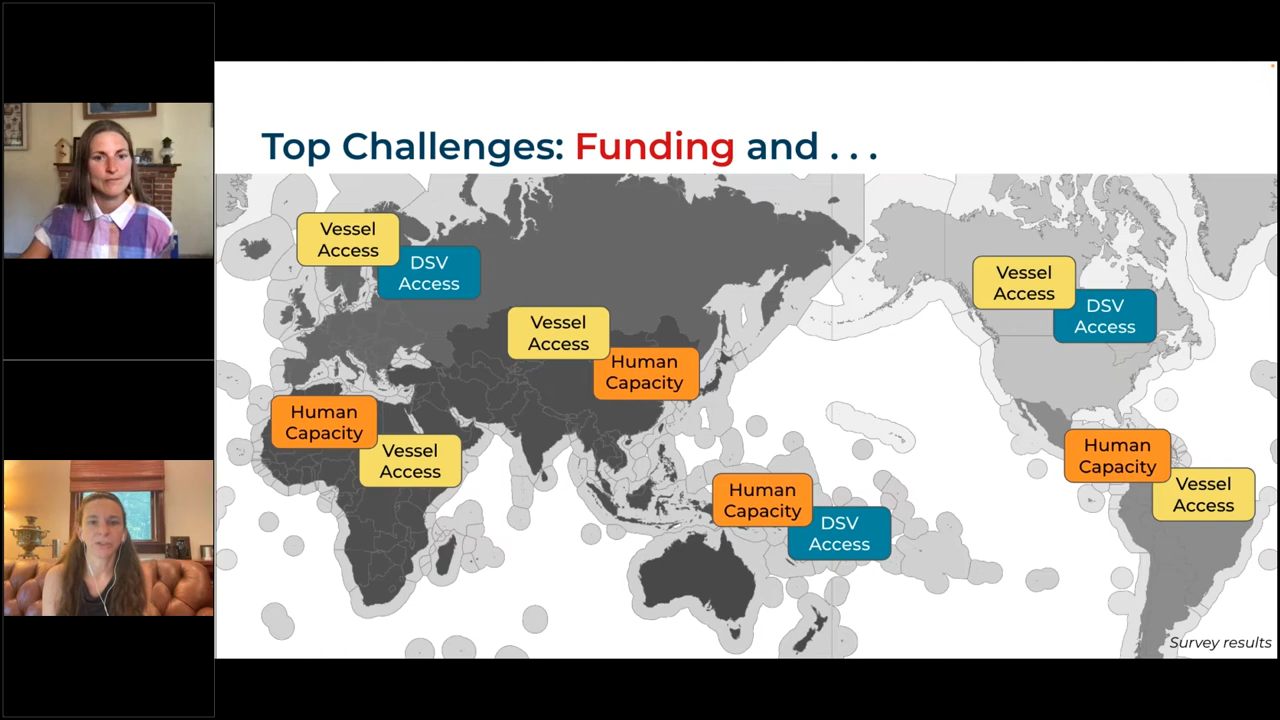 Top Challenges: Funding and . . .
Vessel
Access
DSV
Access
Vessel
Access
DSV
Access
Vessel
Access
Human
Capacity
Human
Capacity
Vessel
Access
Human
Capacity
Vessel
Access
Human
Capacity
DSV
Access
Survey results